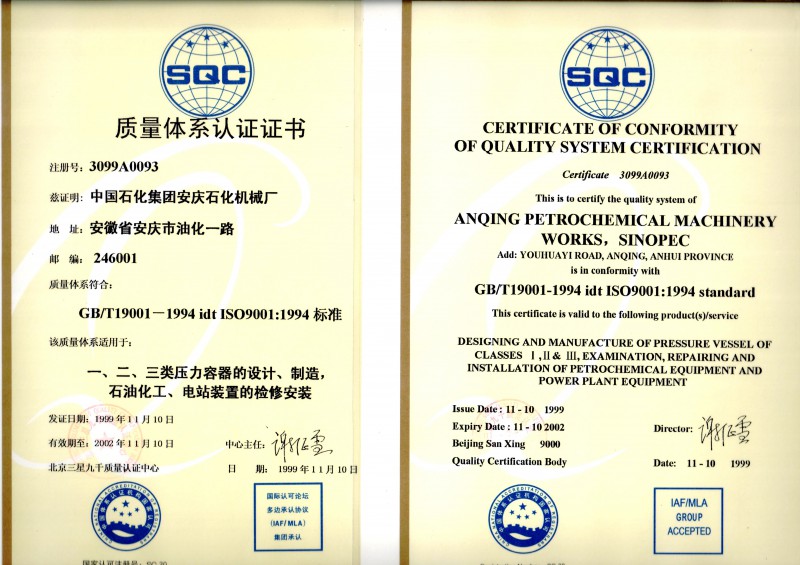 SQC
质量体系认证证书
注册号: 3099A0093
兹证明: 中国石化集团安庆石化机械厂
地 址: 安徽省安庆市油化一路
邮 编: 246001
质量体系符合:
GB/T19001－1994 idt ISO9001:1994 标准
该质量体系适用于:
一、二、三类压力容器的设计、制造，
石油化工、电站装置的检修安装
发证日期: 1999 年 11 月 10 日
有效期至: 2002 年 11 月 10 日
中心主任:
北京三星九千质量认证中心
日 期: 1999 年 11 月 10 日
国际认可论坛
多边承认协议
(IAF/MLA)
集团承认
SQC
CERTIFICATE OF CONFORMITY
OF QUALITY SYSTEM CERTIFICATION
Certificate 3099A0093
This is to certify the quality system of
ANQING PETROCHEMICAL MACHINERY
WORKS, SINOPEC
Add: YOUHUAYI ROAD, ANQING, ANHUI PROVINCE
is in conformity with
GB/T19001-1994 idt ISO9001:1994 standard
This certificate is valid to the following product(s)/service
DESIGNING AND MANUFACTURE OF PRESSURE VESSEL OF
CLASSES Ⅰ,Ⅱ & Ⅲ, EXAMINATION, REPAIRING AND
INSTALLATION OF PETROCHEMICAL EQUIPMENT AND
POWER PLANT EQUIPMENT
Issue Date : 11 - 10 1999
Expiry Date : 11 - 10 2002
Director:
Beijing San Xing 9000
Quality Certification Body
Date: 11 - 10 1999
IAF/MLA
GROUP
ACCEPTED